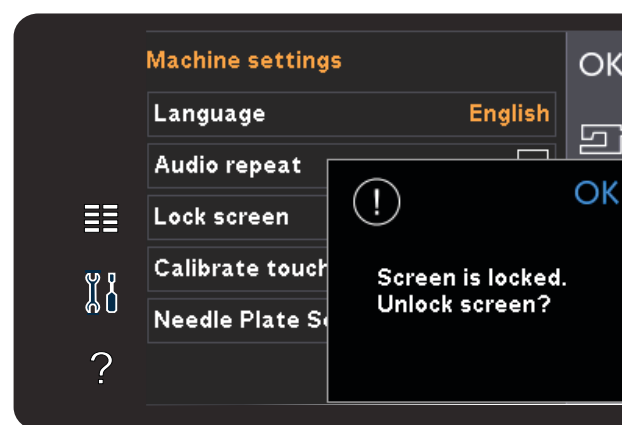 Machine settings
OK
Language English
Audio repeat
Lock screen
OK
!
Calibrate touch
Screen is locked.
Unlock screen?
Needle Plate Se
?